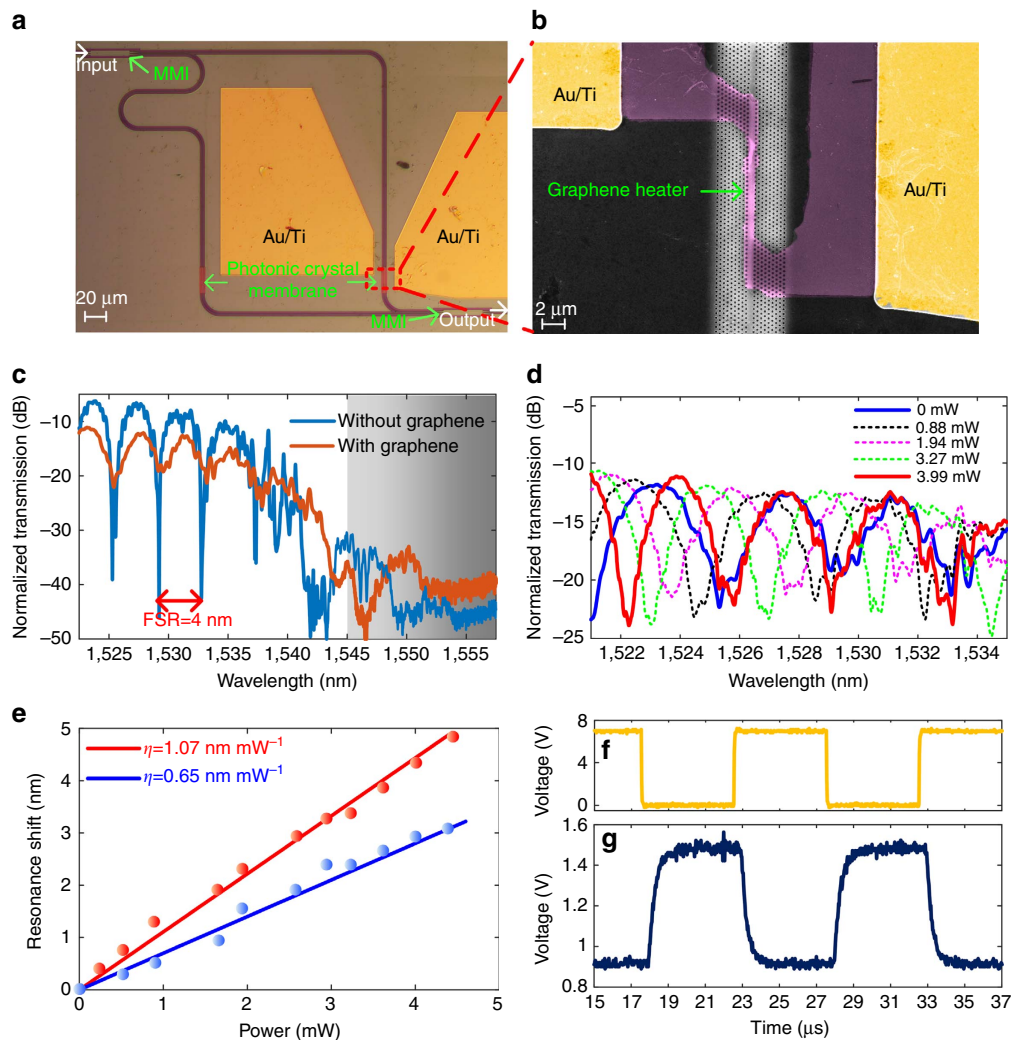 a
Input
MMI
Au/Ti
Au/Ti
Photonic crystal
membrane
MMI
Output
20 μm
b
Au/Ti
Graphene heater
Au/Ti
2 μm
c
Normalized transmission (dB)
−10
−20
−30
−40
−50
Without graphene
With graphene
FSR=4 nm
1,525 1,530 1,535 1,540 1,545 1,550 1,555
Wavelength (nm)
d
Normalized transmission (dB)
−5
−10
−15
−20
−25
0 mW
0.88 mW
1.94 mW
3.27 mW
3.99 mW
1,522 1,524 1,526 1,528 1,530 1,532 1,534
Wavelength (nm)
e
Resonance shift (nm)
5
4
3
2
1
0
η=1.07 nm mW⁻¹
η=0.65 nm mW⁻¹
0 1 2 3 4 5
Power (mW)
f
Voltage (V)
8
4
0
g
Voltage (V)
1.6
1.4
1.2
1
0.8
15 17 19 21 23 25 27 29 31 33 35 37
Time (μs)